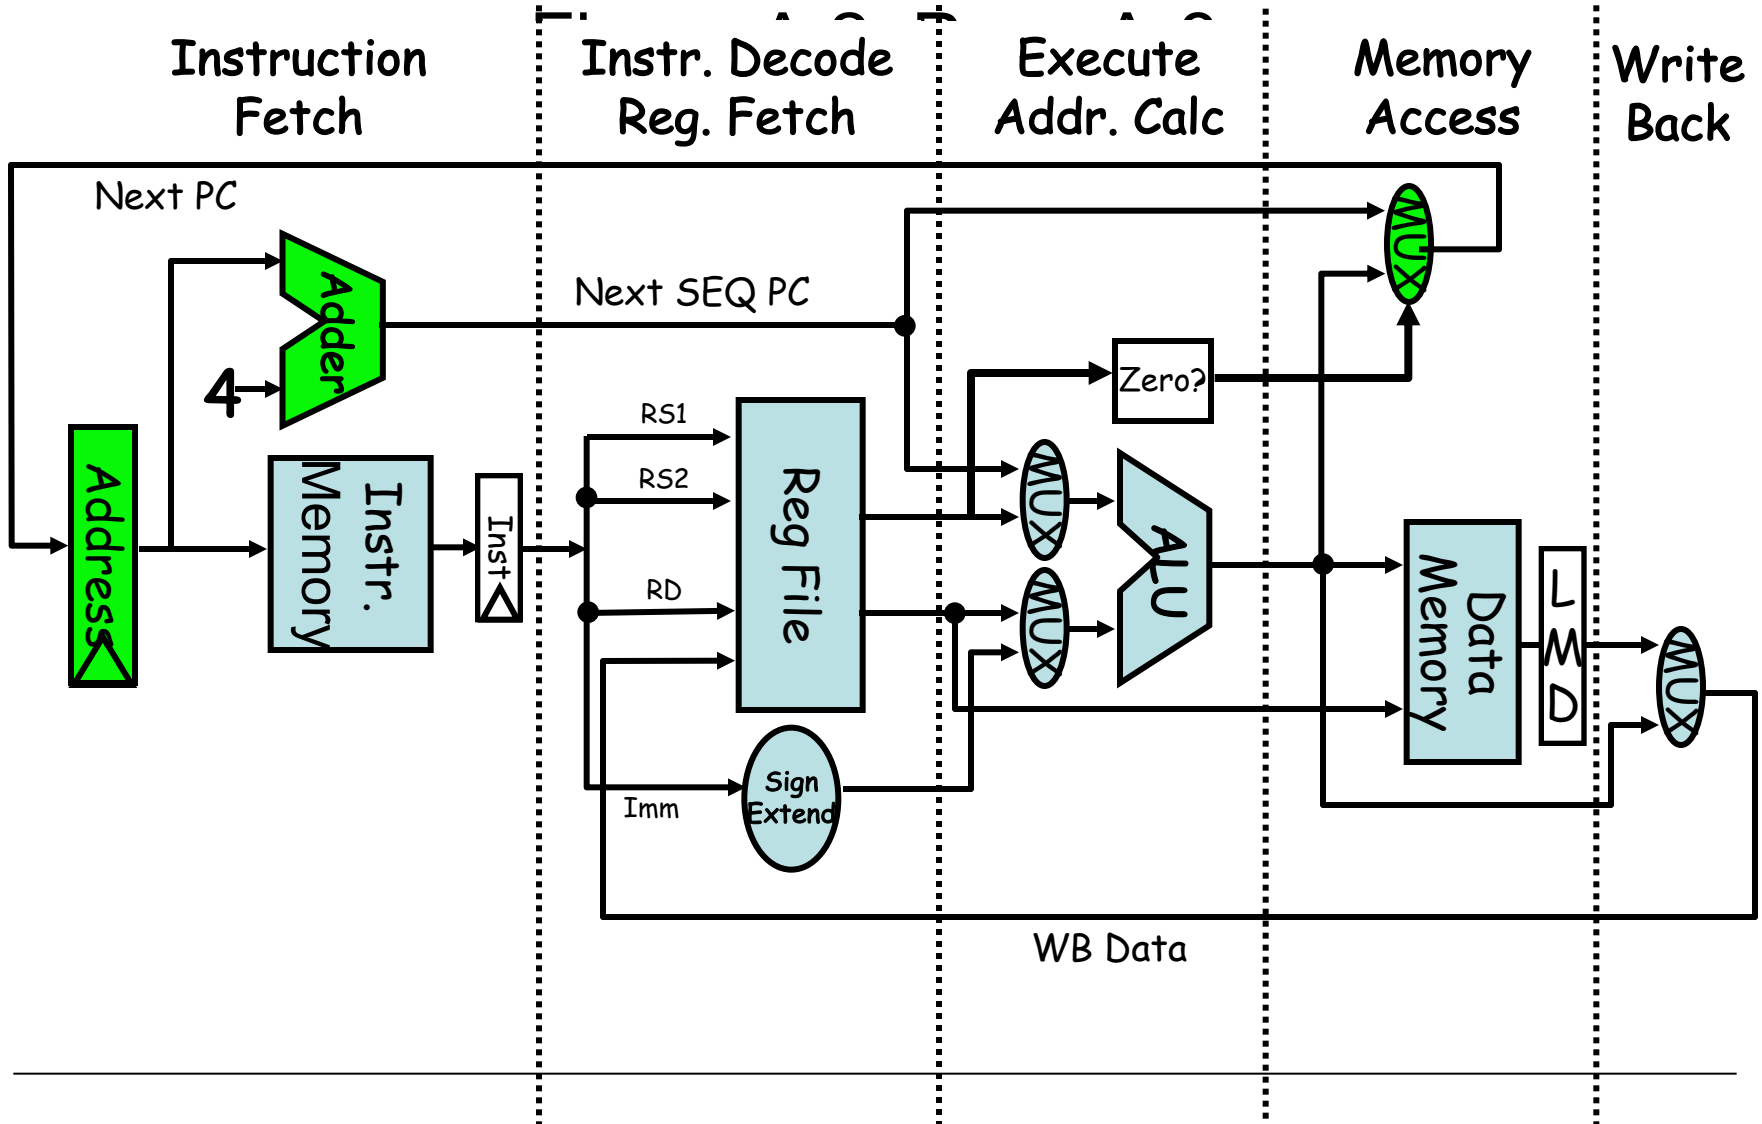 Instruction
Fetch
Instr. Decode
Reg. Fetch
Execute
Addr. Calc
Memory
Access
Write
Back
Next PC
MUX
Adder
Next SEQ PC
4
Zero?
RS1
Address
Instr.
Memory
Inst
RS2
Reg File
MUX
ALU
RD
MUX
Data
Memory
L
M
D
MUX
Sign
Extend
Imm
WB Data